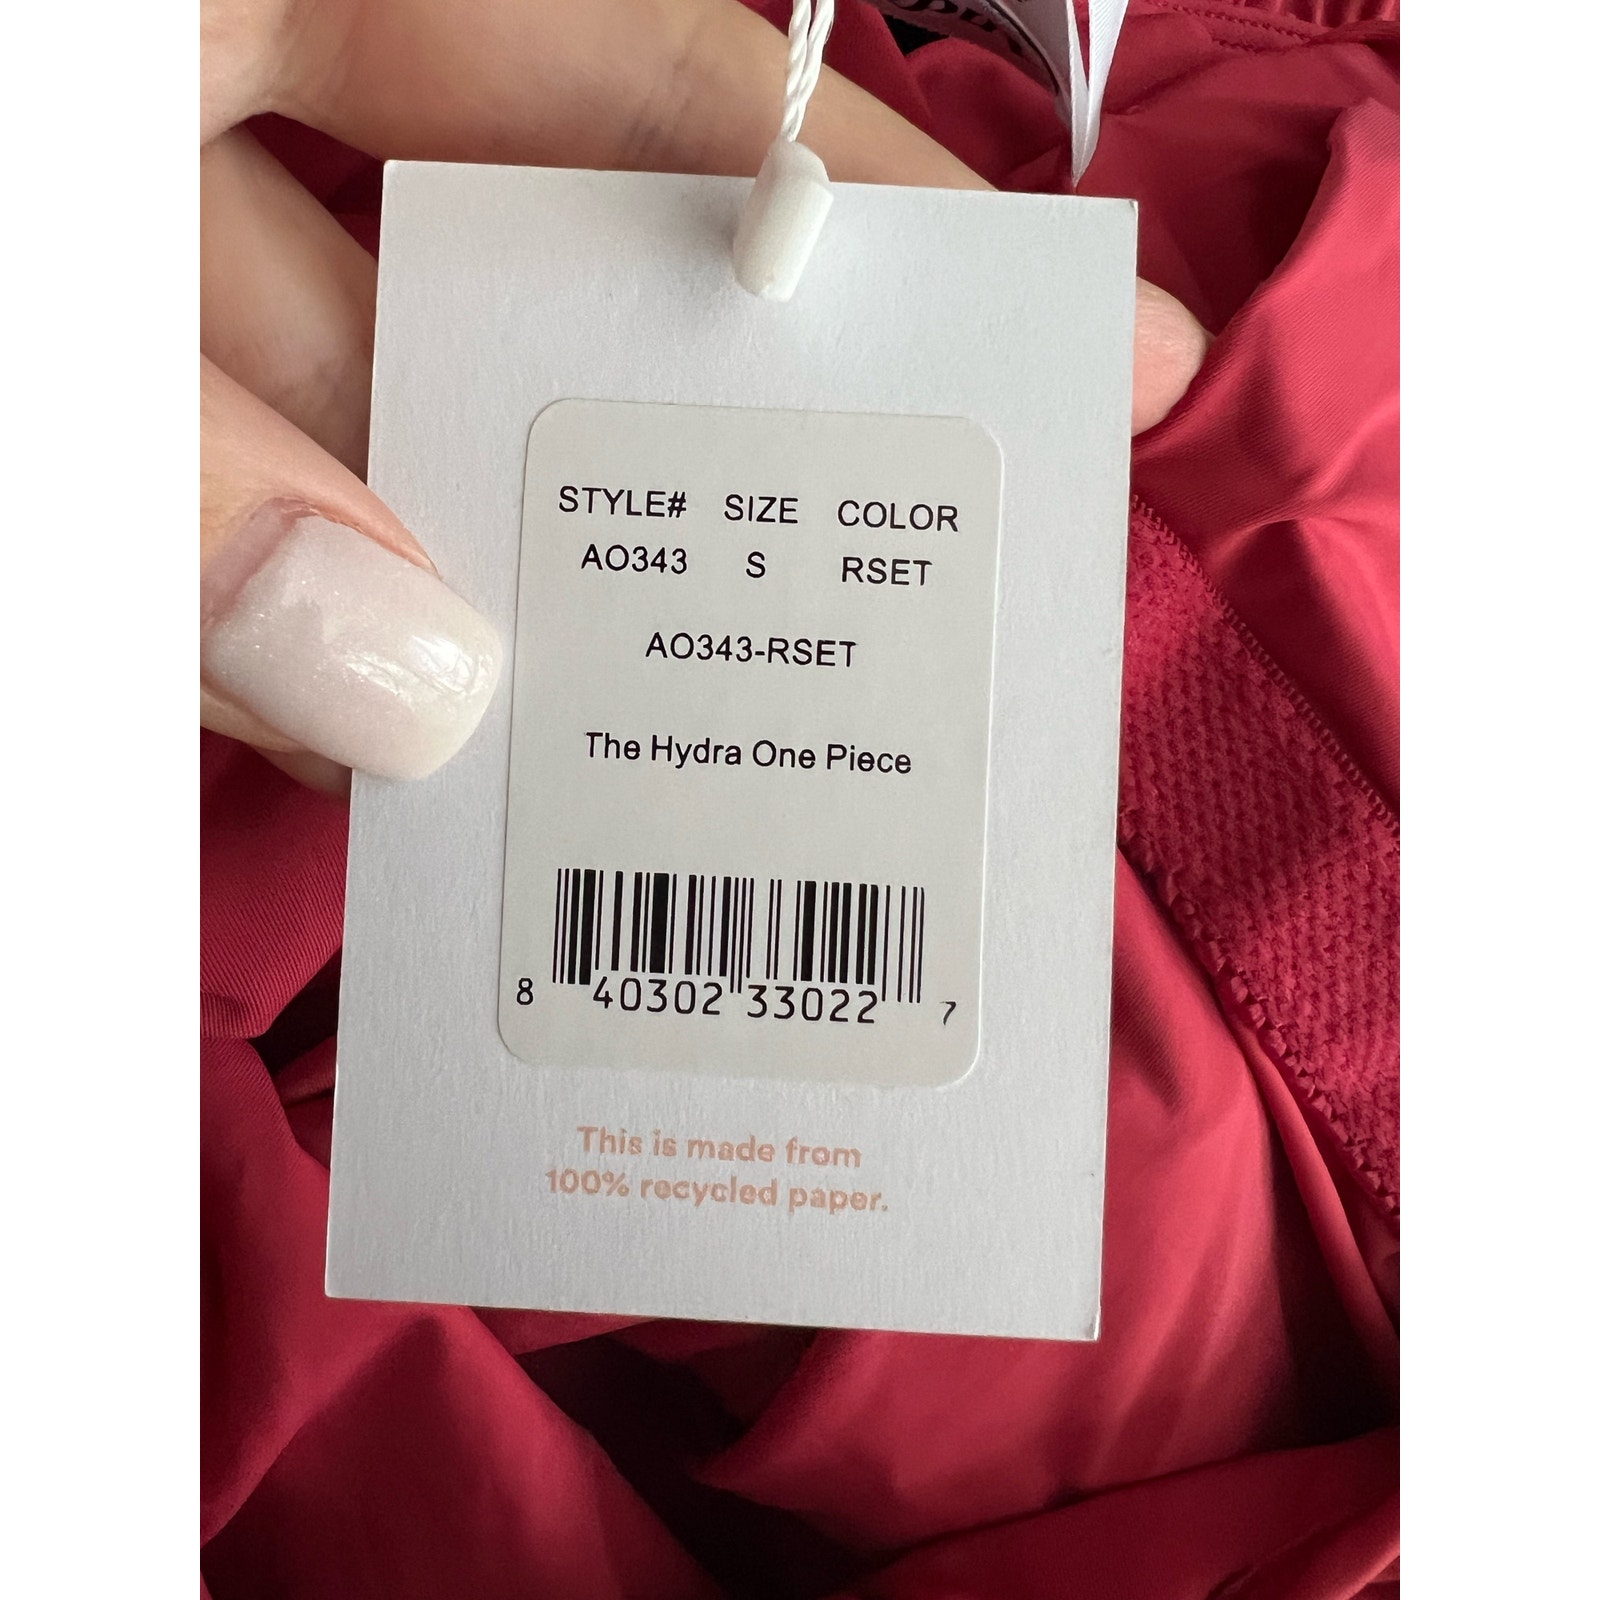 STYLE# SIZE COLOR
AO343 S RSET
AO343-RSET
The Hydra One Piece
8 40302 33022 7
This is made from
100% recycled paper.